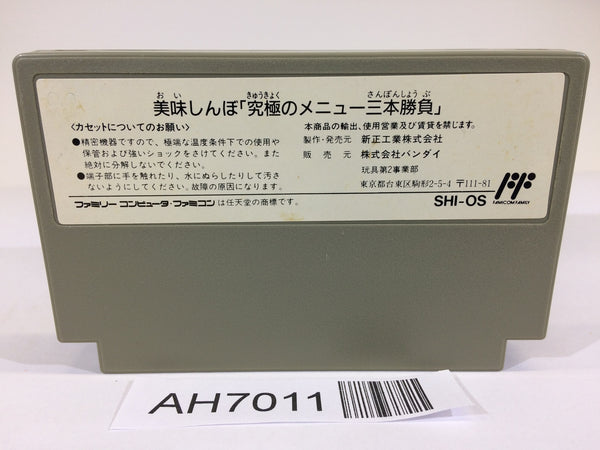 おいきゅうきょくさんぼんしょうぶ
美味しんぼ「究極のメニュー三本勝負」
〈カセットについてのお願い〉
●精密機器ですので、極端な温度条件下での使用や
保管および強いショックをさけてください。また
絶対に分解しないでください。
●端子部に手を触れたり、水にぬらしたりして汚さ
ないようにしてください。故障の原因になります。
ファミリーコンピュータ・ファミコンは任天堂の商標です。
本商品の輸出、使用営業及び賃貸を禁じます。
製作・発売元 新正工業株式会社
販売元 株式会社バンダイ
玩具第2事業部
東京都台東区駒形2-5-4 〒111-81
SHI-OS
FAMICOM FAMILY
AH7011